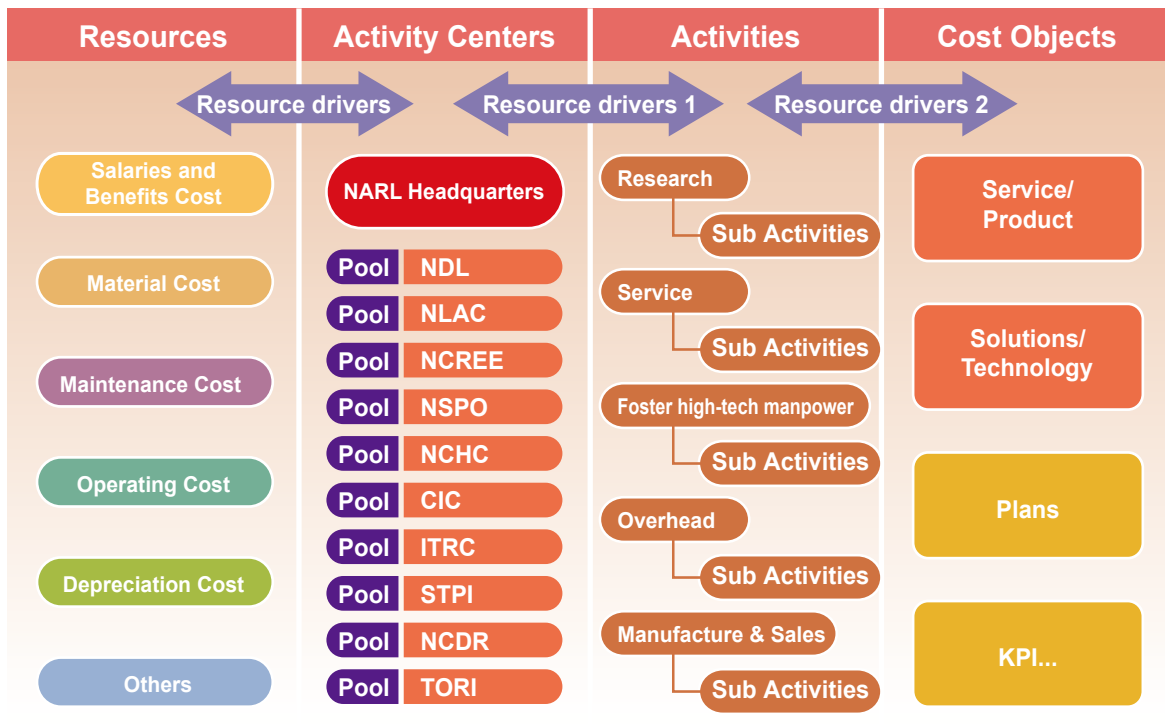 Resources
Activity Centers
Activities
Cost Objects
Resource drivers
Resource drivers 1
Resource drivers 2
Salaries and
Benefits Cost
Material Cost
Maintenance Cost
Operating Cost
Depreciation Cost
Others
NARL Headquarters
Pool NDL
Pool NLAC
Pool NCREE
Pool NSPO
Pool NCHC
Pool CIC
Pool ITRC
Pool STPI
Pool NCDR
Pool TORI
Research
Sub Activities
Service
Sub Activities
Foster high-tech manpower
Sub Activities
Overhead
Sub Activities
Manufacture & Sales
Sub Activities
Service/
Product
Solutions/
Technology
Plans
KPI...